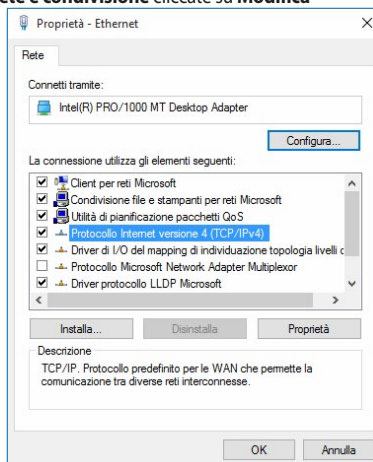 ete e condivisione cliccate su Modifica
Proprietà - Ethernet
Rete
Connetti tramite:
Intel(R) PRO/1000 MT Desktop Adapter
Configura...
La connessione utilizza gli elementi seguenti:
Client per reti Microsoft
Condivisione file e stampanti per reti Microsoft
Utilità di pianificazione pacchetti QoS
Protocollo Internet versione 4 (TCP/IPv4)
Driver di I/O del mapping di individuazione topologia livelli c
Protocollo Microsoft Network Adapter Multiplexor
Driver protocollo LLDP Microsoft
Installa... Disinstalla Proprietà
Descrizione
TCP/IP. Protocollo predefinito per le WAN che permette la
comunicazione tra diverse reti interconnesse.
OK Annulla